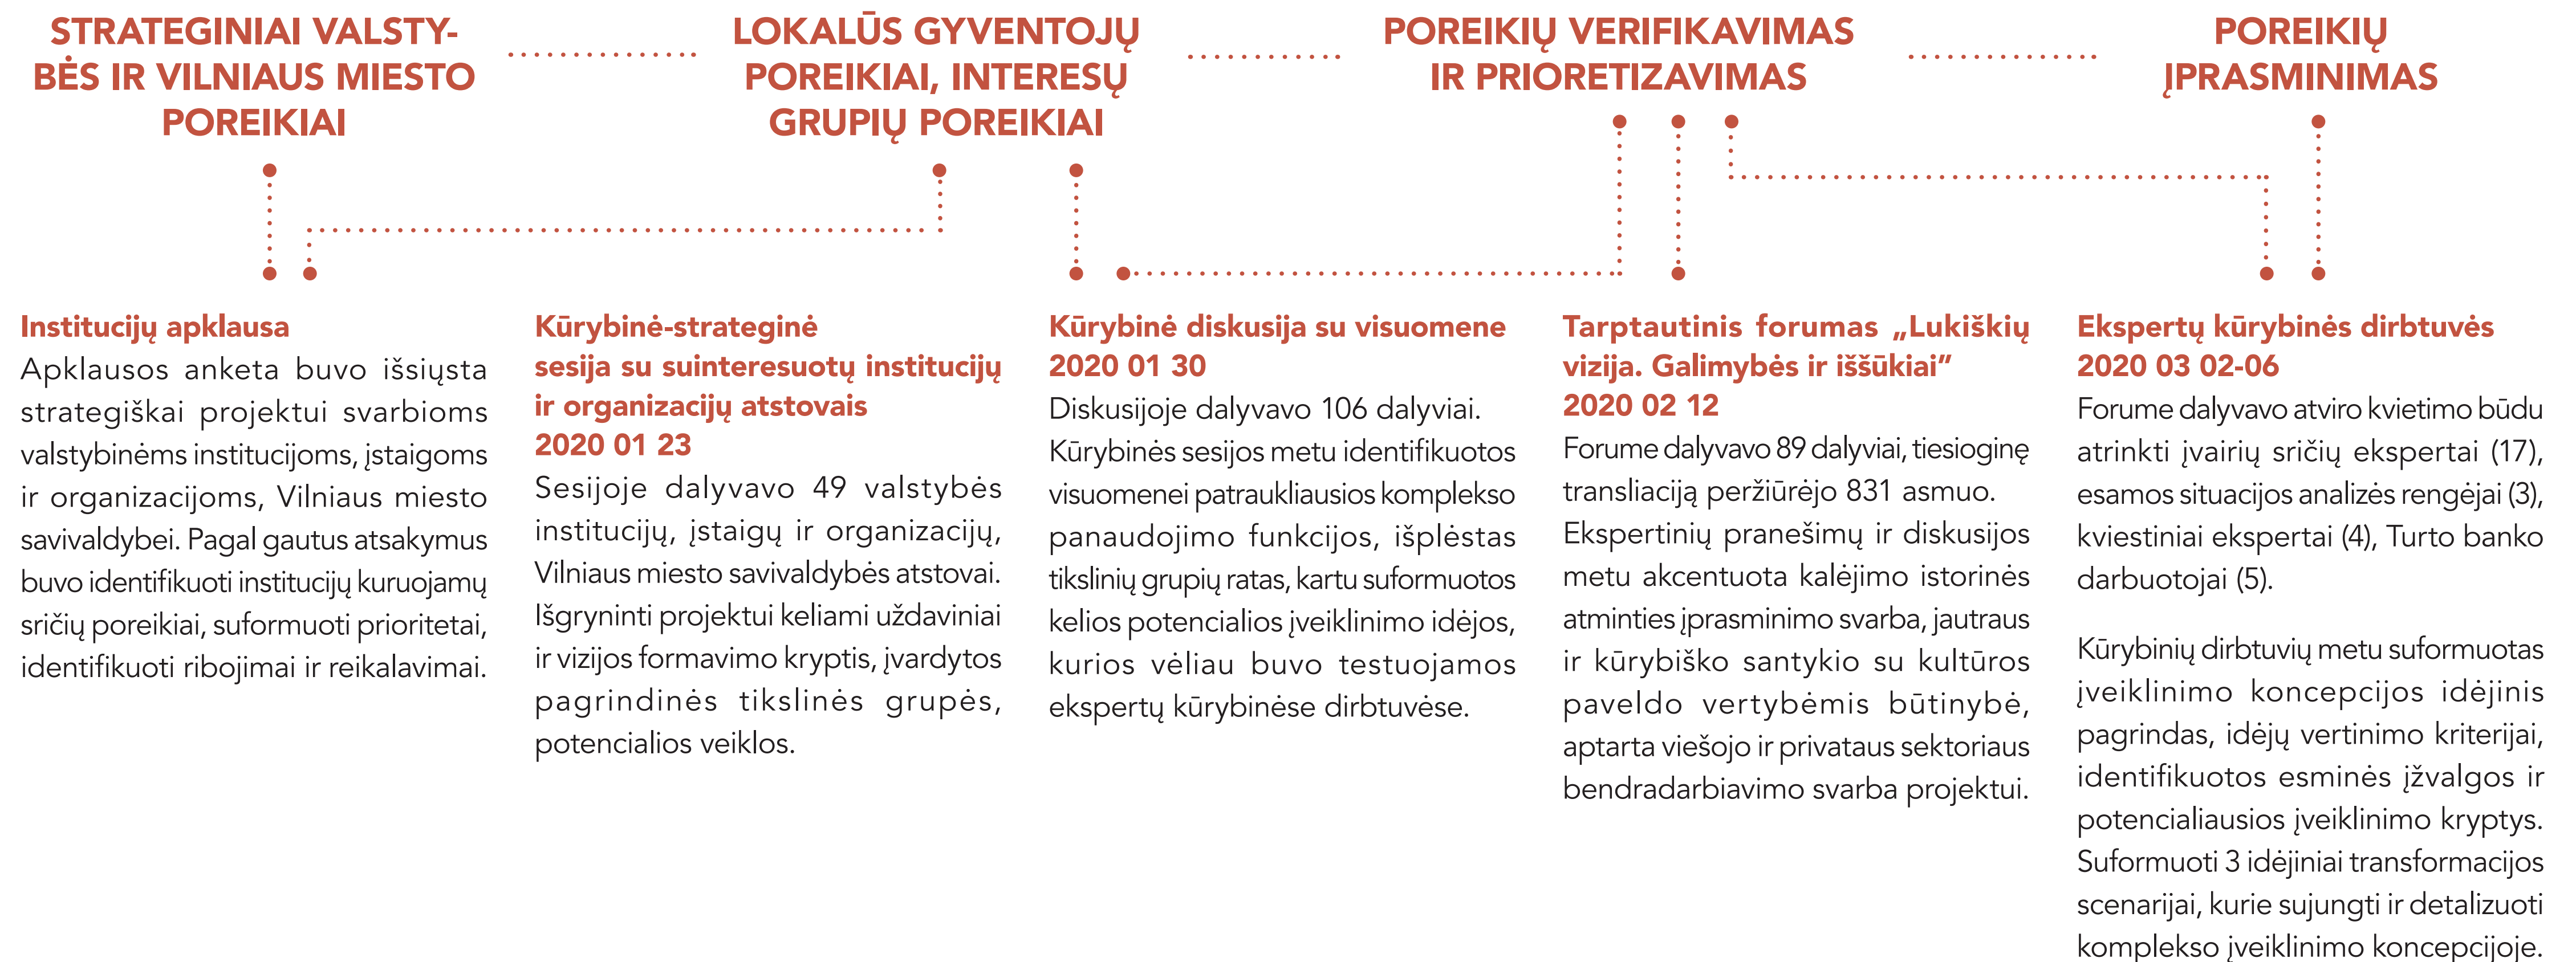 STRATEGINIAI VALSTY-
BĖS IR VILNIAUS MIESTO
POREIKIAI
LOKALŪS GYVENTOJŲ
POREIKIAI, INTERESŲ
GRUPIŲ POREIKIAI
POREIKIŲ VERIFIKAVIMAS
IR PRIORETIZAVIMAS
POREIKIŲ
ĮPRASMINIMAS
Institucijų apklausa
Apklausos anketa buvo išsiųsta
strategiškai projektui svarbioms
valstybinėms institucijoms, įstaigoms
ir organizacijoms, Vilniaus miesto
savivaldybei. Pagal gautus atsakymus
buvo identifikuoti institucijų kuruojamų
sričių poreikiai, suformuoti prioritetai,
identifikuoti ribojimai ir reikalavimai.
Kūrybinė-strateginė
sesija su suinteresuotų institucijų
ir organizacijų atstovais
2020 01 23
Sesijoje dalyvavo 49 valstybės
institucijų, įstaigų ir organizacijų,
Vilniaus miesto savivaldybės atstovai.
Išgryninti projektui keliami uždaviniai
ir vizijos formavimo kryptis, įvardytos
pagrindinės tikslinės grupės,
potencialios veiklos.
Kūrybinė diskusija su visuomene
2020 01 30
Diskusijoje dalyvavo 106 dalyviai.
Kūrybinės sesijos metu identifikuotos
visuomenei patraukliausios komplekso
panaudojimo funkcijos, išplėstas
tikslinių grupių ratas, kartu suformuotos
kelios potencialios įveiklinimo idėjos,
kurios vėliau buvo testuojamos
ekspertų kūrybinėse dirbtuvėse.
Tarptautinis forumas „Lukiškių
vizija. Galimybės ir iššūkiai”
2020 02 12
Forume dalyvavo 89 dalyviai, tiesioginę
transliaciją peržiūrėjo 831 asmuo.
Ekspertinių pranešimų ir diskusijos
metu akcentuota kalėjimo istorinės
atminties įprasminimo svarba, jautraus
ir kūrybiško santykio su kultūros
paveldo vertybėmis būtinybė,
aptarta viešojo ir privataus sektoriaus
bendradarbiavimo svarba projektui.
Ekspertų kūrybinės dirbtuvės
2020 03 02-06
Forume dalyvavo atviro kvietimo būdu
atrinkti įvairių sričių ekspertai (17),
esamos situacijos analizės rengėjai (3),
kviestiniai ekspertai (4), Turto banko
darbuotojai (5).
Kūrybinių dirbtuvių metu suformuotas
įveiklinimo koncepcijos idėjinis
pagrindas, idėjų vertinimo kriterijai,
identifikuotos esminės įžvalgos ir
potencialiausios įveiklinimo kryptys.
Suformuoti 3 idėjiniai transformacijos
scenarijai, kurie sujungti ir detalizuoti
komplekso įveiklinimo koncepcijoje.